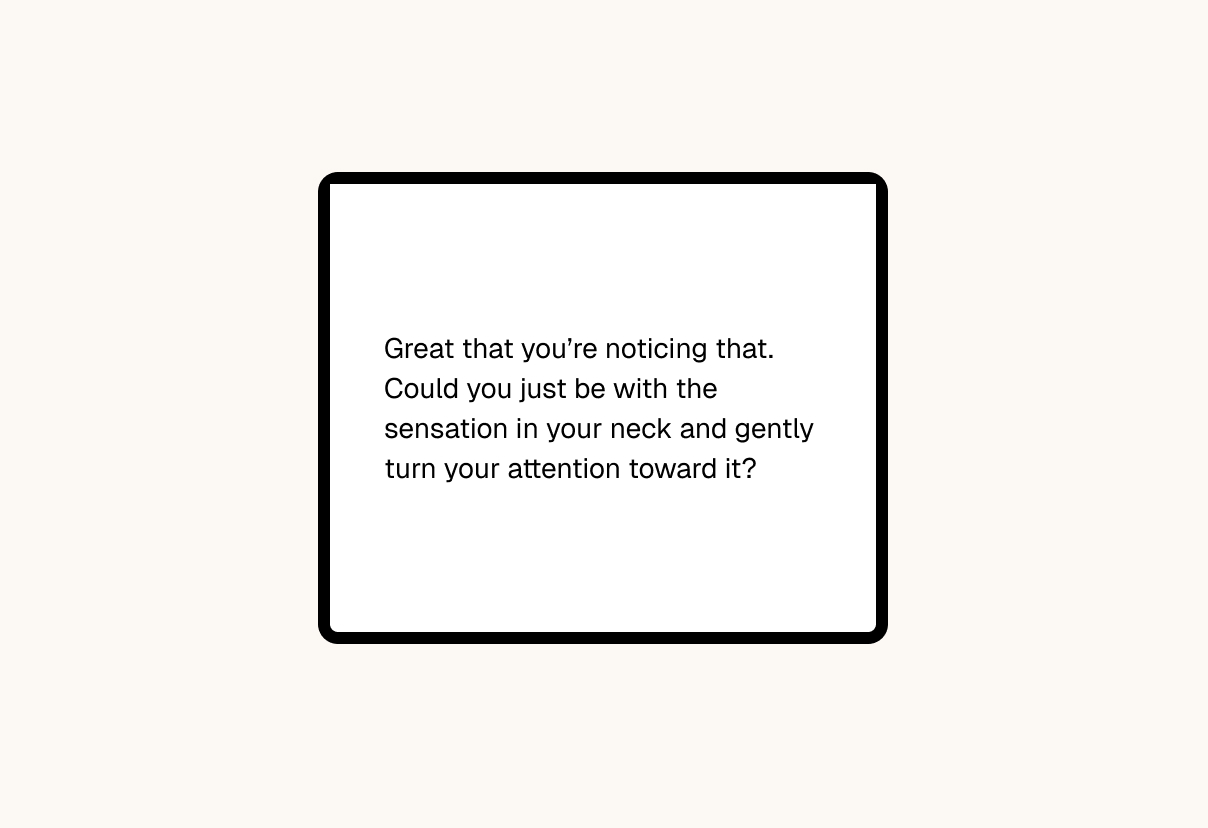 Great that you’re noticing that.
Could you just be with the
sensation in your neck and gently
turn your attention toward it?